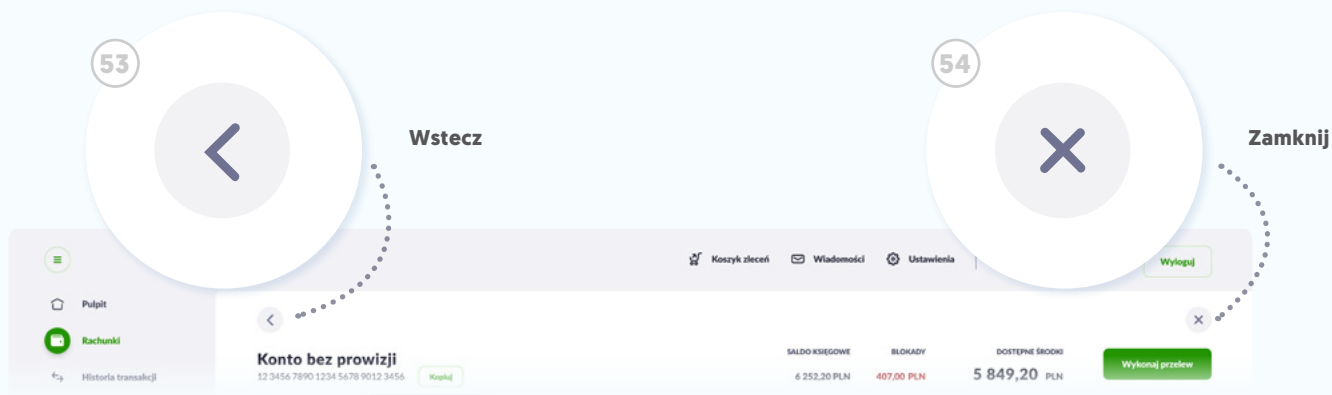 53
Wstecz
54
Zamknij
Koszyk zleceń Wiadomości Ustawienia Wyloguj
Pulpit
Rachunki
Historia transakcji
Konto bez prowizji
12 3456 7890 1234 5678 9012 3456 Kopiuj
SALDO KSIĘGOWE BLOKADY DOSTĘPNE ŚRODKI
6 252,20 PLN 407,00 PLN 5 849,20 PLN
Wykonaj przelew